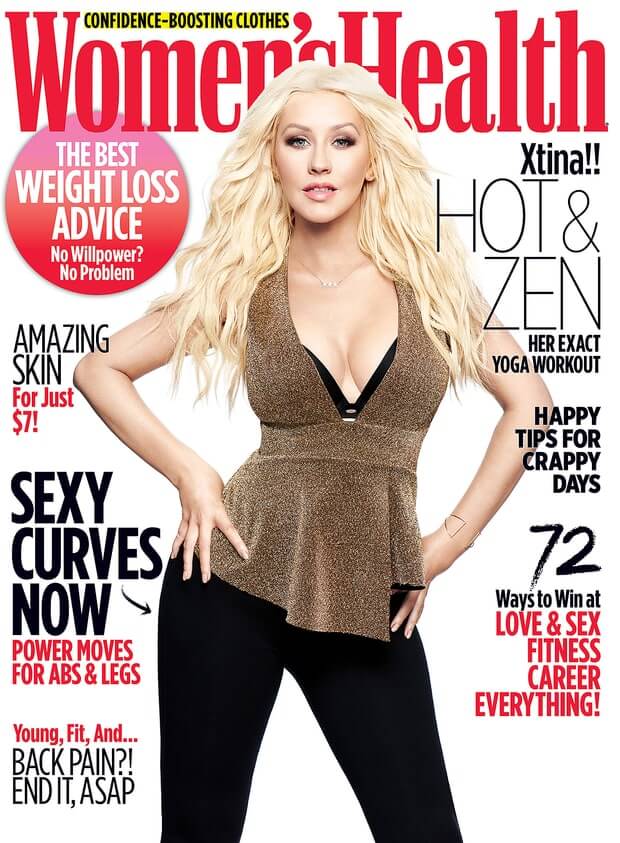 CONFIDENCE-BOOSTING CLOTHES
Women's Health
THE BEST
WEIGHT LOSS
ADVICE
No Willpower?
No Problem
Xtina!!
HOT &
ZEN
HER EXACT
YOGA WORKOUT
AMAZING
SKIN
For Just
$7!
HAPPY
TIPS FOR
CRAPPY
DAYS
SEXY
CURVES
NOW
POWER MOVES
FOR ABS & LEGS
72
Ways to Win at
LOVE & SEX
FITNESS
CAREER
EVERYTHING!
Young, Fit, And...
BACK PAIN?!
END IT, ASAP